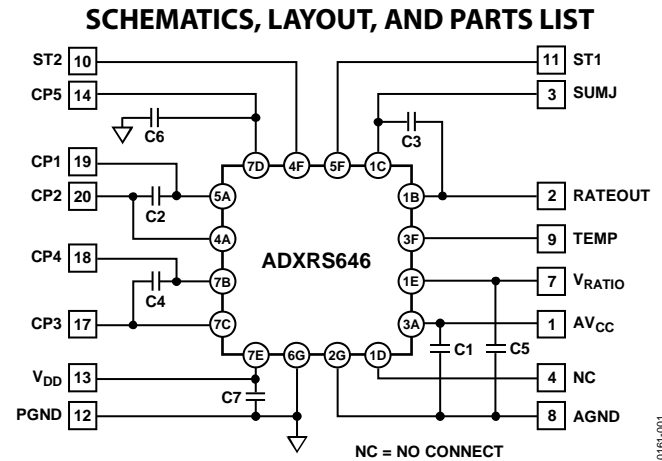 SCHEMATICS, LAYOUT, AND PARTS LIST
ST2 10
11 ST1
CP5 14
3 SUMJ
C6
C3
7D 4F 5F 1C
CP1 19
CP2 20
C2
5A
1B
2 RATEOUT
4A
3F
9 TEMP
ADXRS646
CP4 18
C4
7B
1E
7 VRATIO
CP3 17
7C
3A
1 AVCC
C1 C5
7E 6G 2G 1D
VDD 13
4 NC
C7
PGND 12
8 AGND
NC = NO CONNECT
0161-001